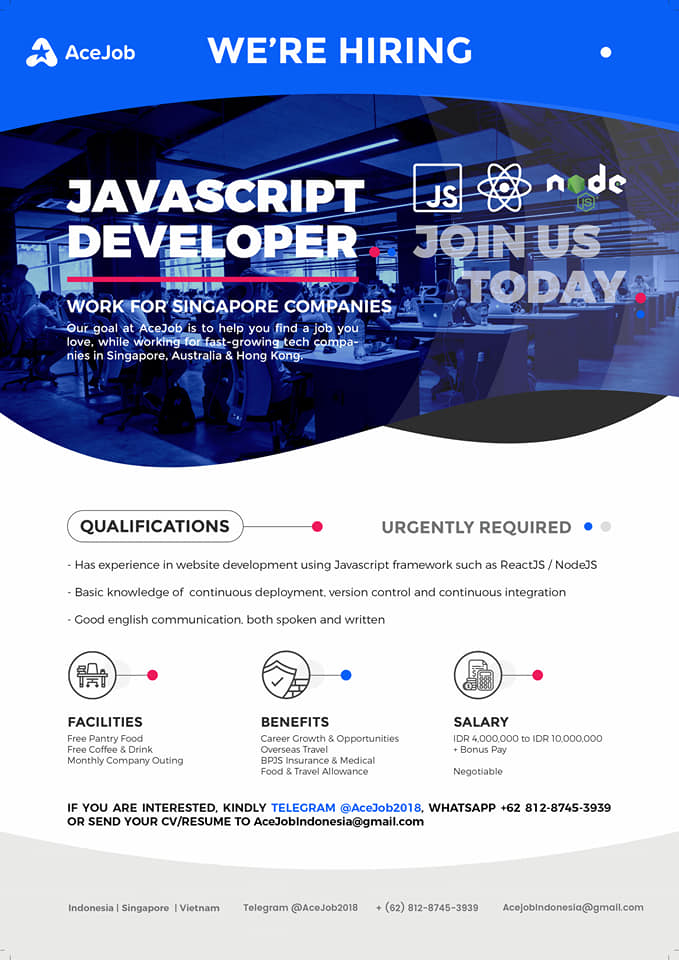 AceJob
WE'RE HIRING
JAVASCRIPT
DEVELOPER
JS
node
JS
JOIN US
TODAY
WORK FOR SINGAPORE COMPANIES
Our goal at AceJob is to help you find a job you
love, while working for fast-growing tech compa-
nies in Singapore, Australia & Hong Kong.
QUALIFICATIONS
URGENTLY REQUIRED
- Has experience in website development using Javascript framework such as ReactJS / NodeJS
- Basic knowledge of continuous deployment, version control and continuous integration
- Good english communication, both spoken and written
FACILITIES
Free Pantry Food
Free Coffee & Drink
Monthly Company Outing
BENEFITS
Career Growth & Opportunities
Overseas Travel
BPJS Insurance & Medical
Food & Travel Allowance
SALARY
IDR 4,000,000 to IDR 10,000,000
+ Bonus Pay
Negotiable
IF YOU ARE INTERESTED, KINDLY TELEGRAM @AceJob2018, WHATSAPP +62 812-8745-3939
OR SEND YOUR CV/RESUME TO AceJobIndonesia@gmail.com
Indonesia | Singapore | Vietnam
Telegram @AceJob2018
+ (62) 812-8745-3939
AcejobIndonesia@gmail.com